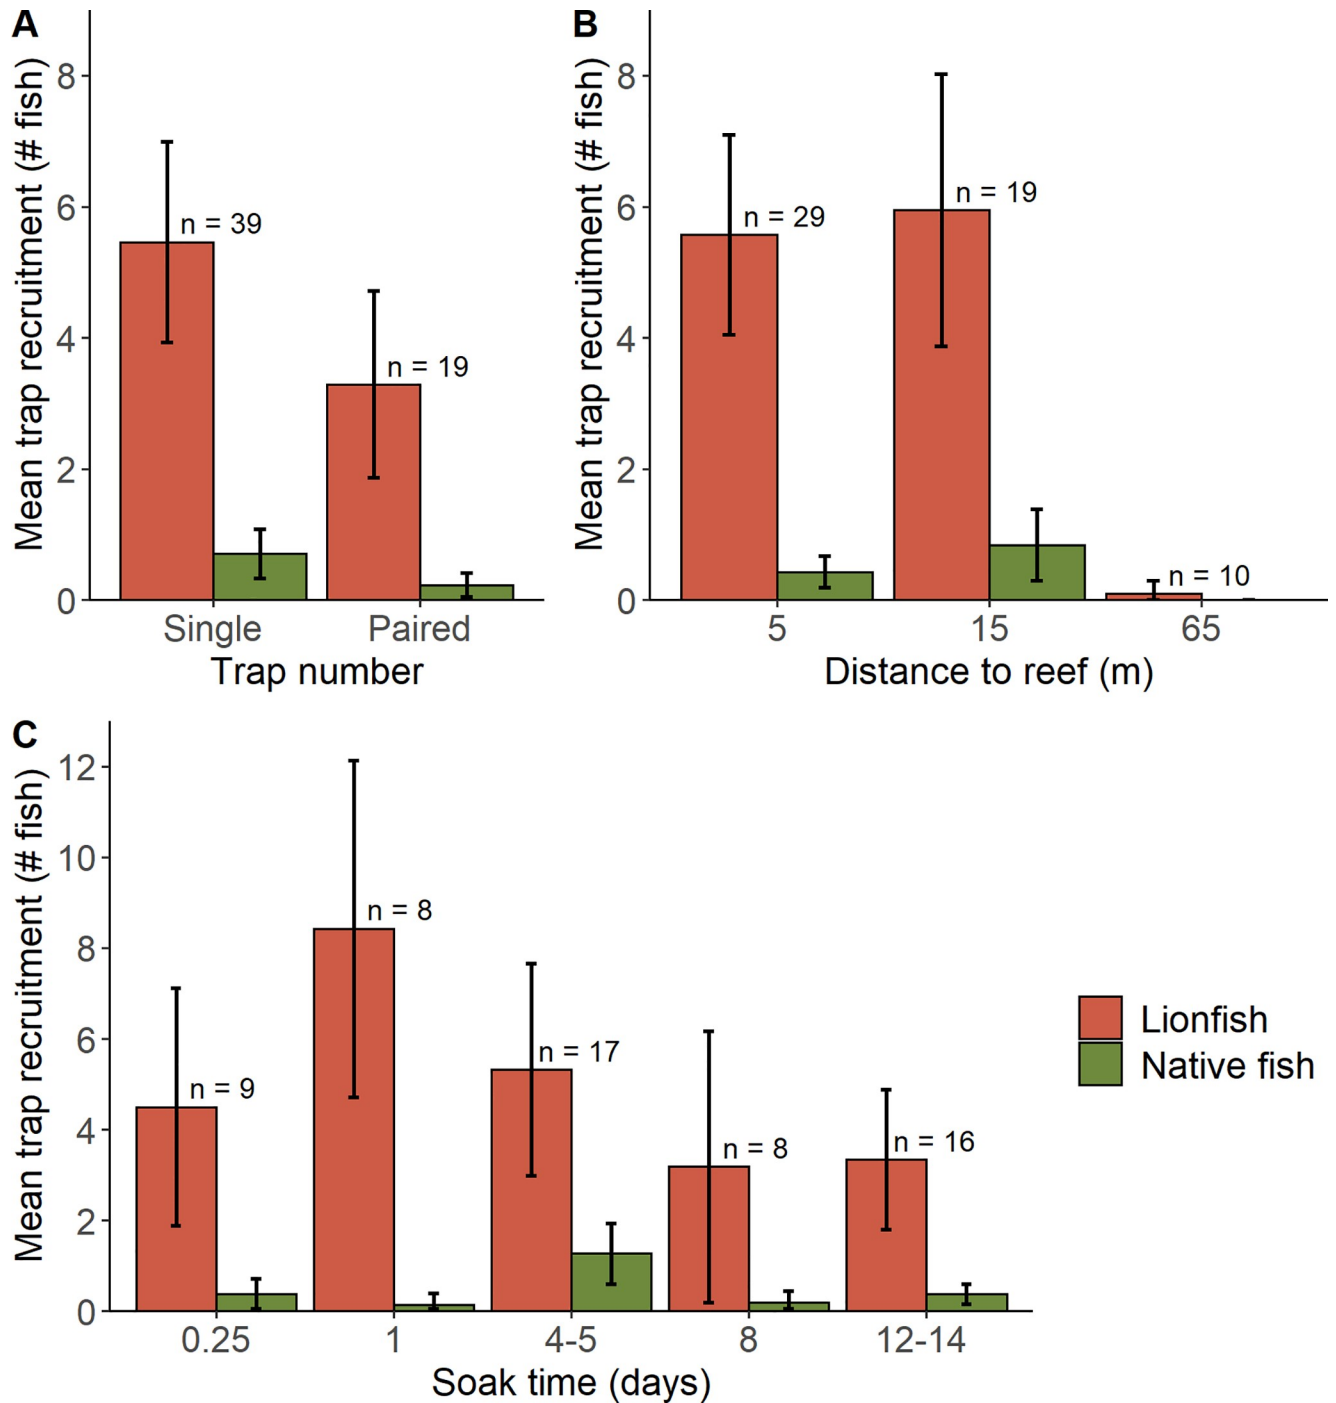 A
Mean trap recruitment (# fish)
8
6
4
2
0
n = 39
n = 19
Single
Paired
Trap number
B
Mean trap recruitment (# fish)
8
6
4
2
0
n = 29
n = 19
n = 10
5
15
65
Distance to reef (m)
C
Mean trap recruitment (# fish)
12
10
8
6
4
2
0
n = 9
n = 8
n = 17
n = 8
n = 16
0.25
1
4-5
8
12-14
Soak time (days)
Lionfish
Native fish